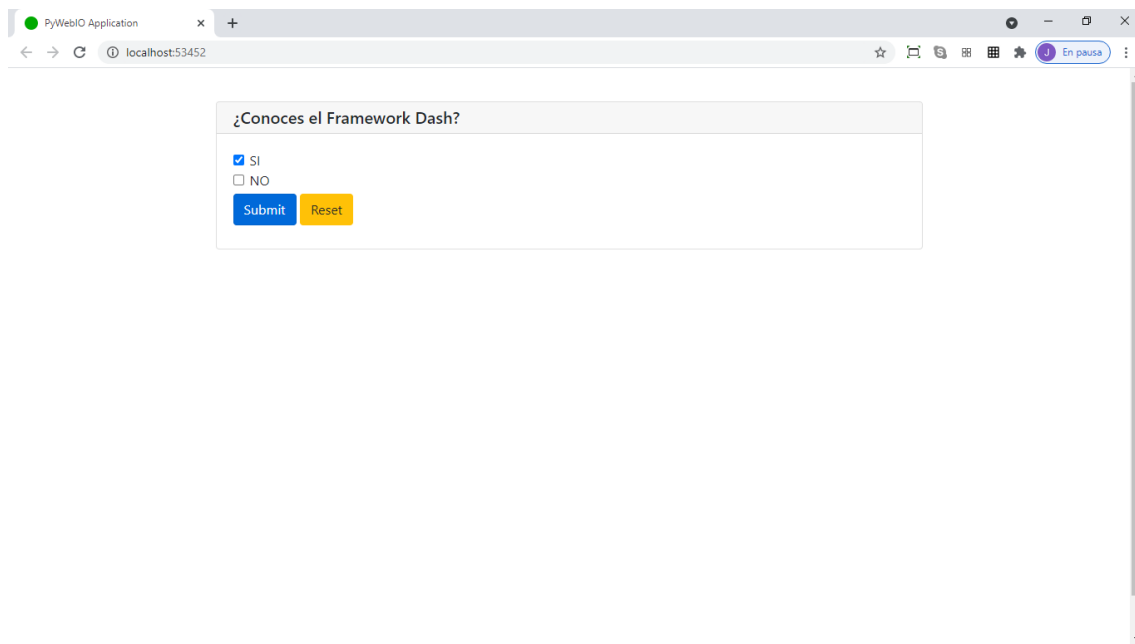 PyWebIO Application
localhost:53452
J En pausa
¿Conoces el Framework Dash?
SI
NO
Submit Reset